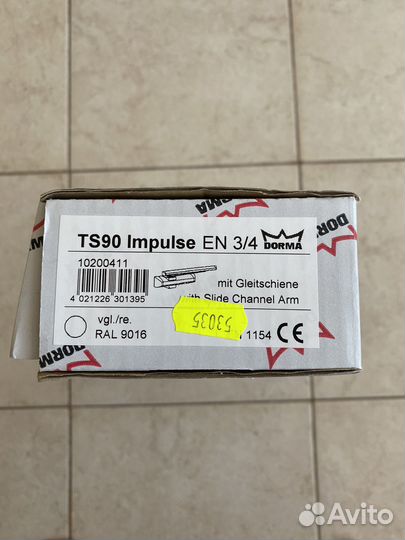 TS90 Impulse EN 3/4
DORMA
10200411
4 021226 301395
mit Gleitschiene
with Slide Channel Arm
vgl./re.
RAL 9016
53035
1154 CE
DORMA
DORMA
Avito